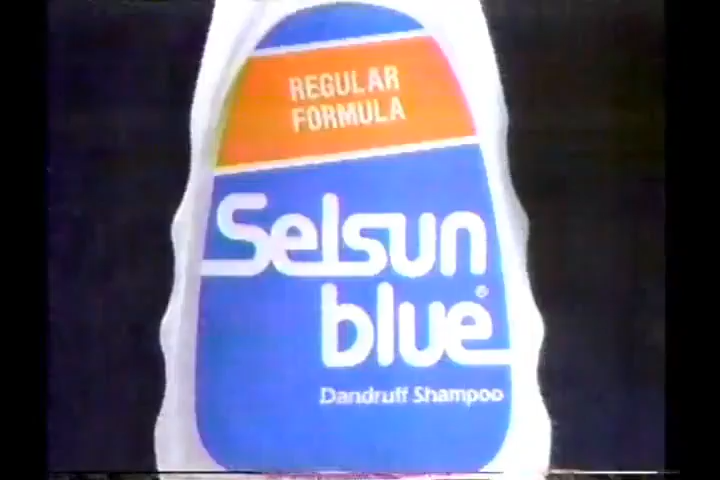 REGULAR
FORMULA
Selsun
blue®
Dandruff Shampoo